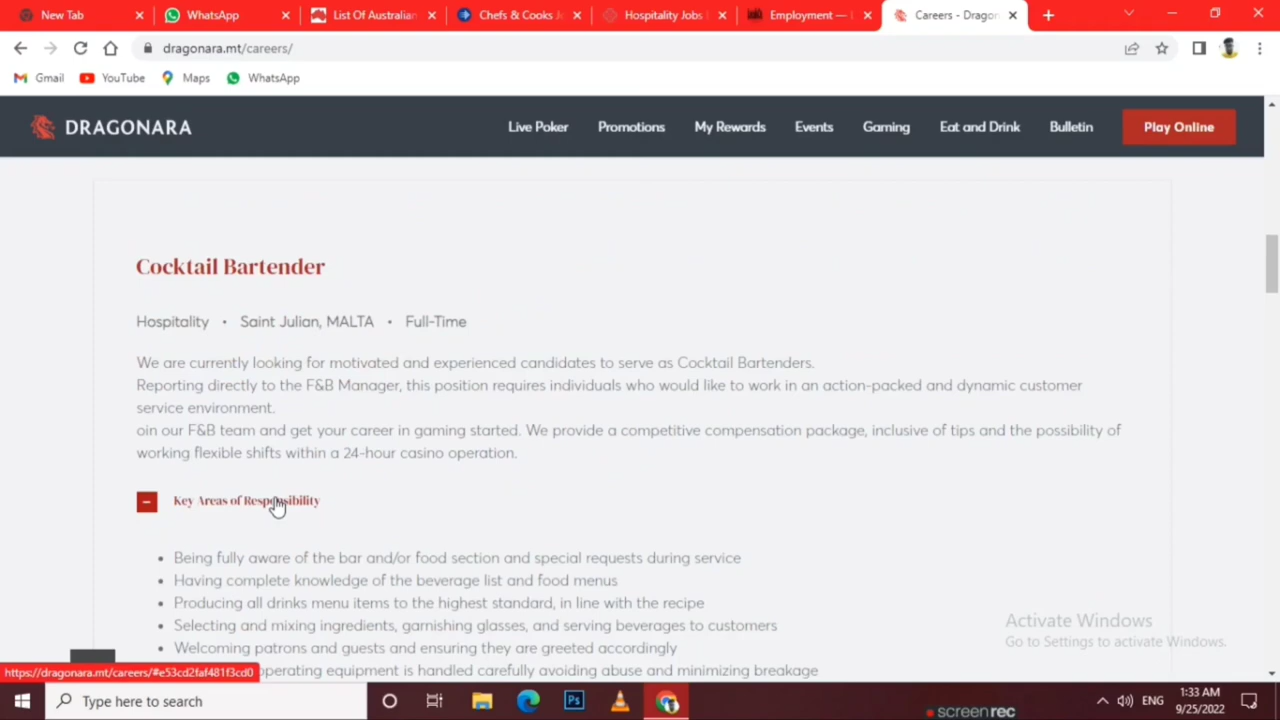 New Tab
WhatsApp
List Of Australian
Chefs & Cooks Jo
Hospitality Jobs
Employment —
Careers - Dragon
dragonara.mt/careers/
Gmail
YouTube
Maps
WhatsApp
DRAGONARA
Live Poker
Promotions
My Rewards
Events
Gaming
Eat and Drink
Bulletin
Play Online
Cocktail Bartender
Hospitality • Saint Julian, MALTA • Full-Time
We are currently looking for motivated and experienced candidates to serve as Cocktail Bartenders.
Reporting directly to the F&B Manager, this position requires individuals who would like to work in an action-packed and dynamic customer
service environment.
oin our F&B team and get your career in gaming started. We provide a competitive compensation package, inclusive of tips and the possibility of
working flexible shifts within a 24-hour casino operation.
Key Areas of Responsibility
• Being fully aware of the bar and/or food section and special requests during service
• Having complete knowledge of the beverage list and food menus
• Producing all drinks menu items to the highest standard, in line with the recipe
• Selecting and mixing ingredients, garnishing glasses, and serving beverages to customers
• Welcoming patrons and guests and ensuring they are greeted accordingly
operating equipment is handled carefully avoiding abuse and minimizing breakage
Activate Windows
Go to Settings to activate Windows.
https://dragonara.mt/careers/#e53cd2faf481f3cd0
Type here to search
Ps
ENG
1:33 AM
9/25/2022
screenrec